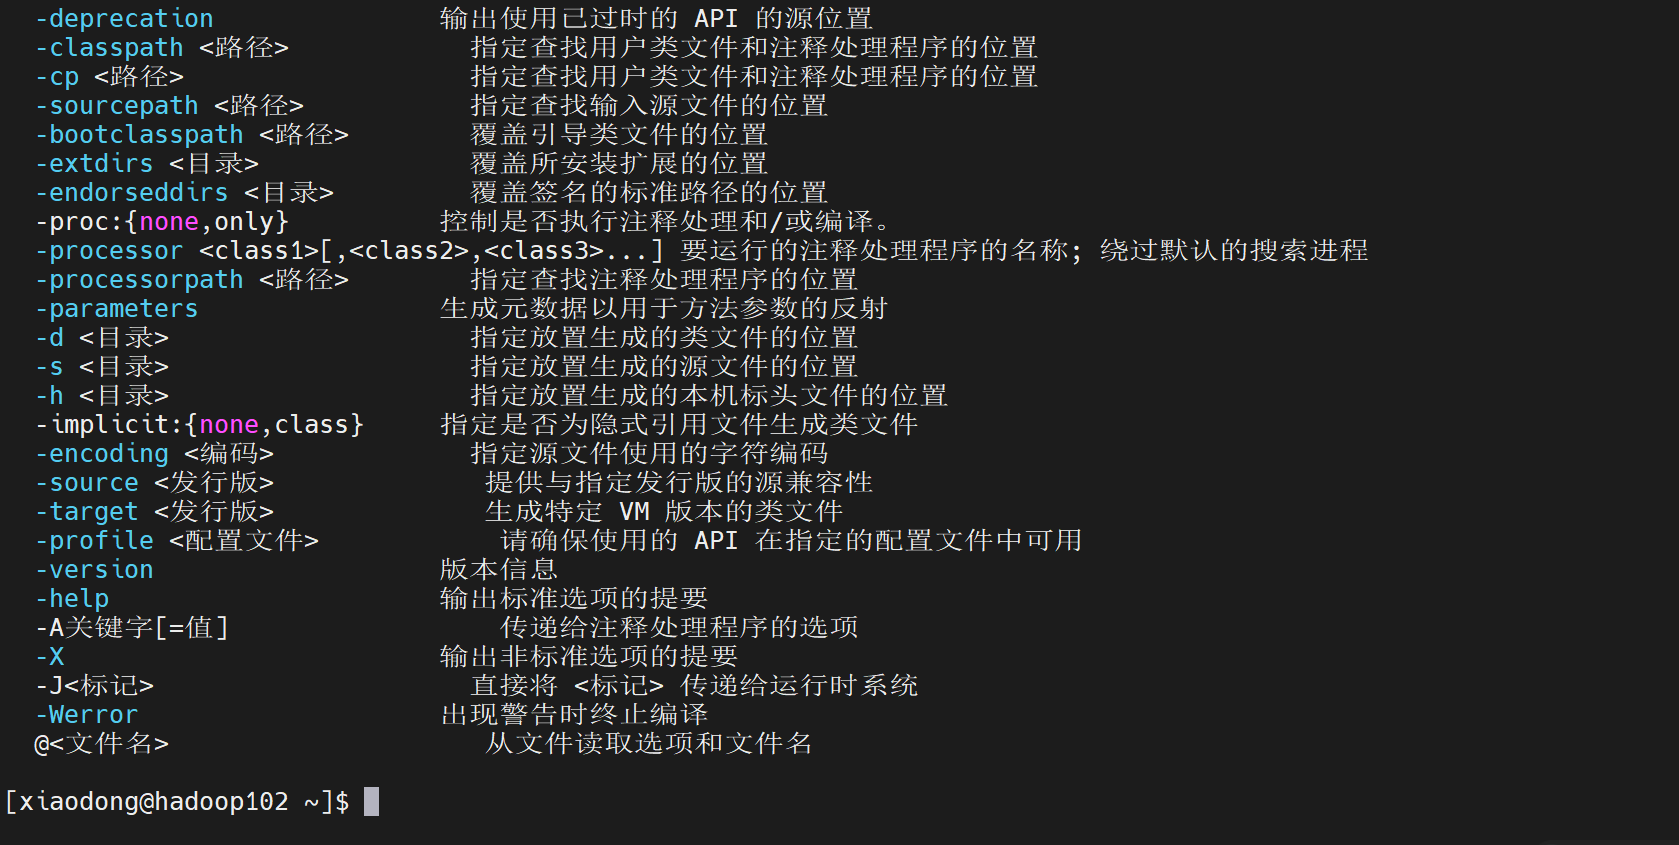 -deprecation 输出使用已过时的 API 的源位置
-classpath <路径> 指定查找用户类文件和注释处理程序的位置
-cp <路径> 指定查找用户类文件和注释处理程序的位置
-sourcepath <路径> 指定查找输入源文件的位置
-bootclasspath <路径> 覆盖引导类文件的位置
-extdirs <目录> 覆盖所安装扩展的位置
-endorseddirs <目录> 覆盖签名的标准路径的位置
-proc:{none,only} 控制是否执行注释处理和/或编译。
-processor <class1>[,<class2>,<class3>...] 要运行的注释处理程序的名称; 绕过默认的搜索进程
-processorpath <路径> 指定查找注释处理程序的位置
-parameters 生成元数据以用于方法参数的反射
-d <目录> 指定放置生成的类文件的位置
-s <目录> 指定放置生成的源文件的位置
-h <目录> 指定放置生成的本机标头文件的位置
-implicit:{none,class} 指定是否为隐式引用文件生成类文件
-encoding <编码> 指定源文件使用的字符编码
-source <发行版> 提供与指定发行版的源兼容性
-target <发行版> 生成特定 VM 版本的类文件
-profile <配置文件> 请确保使用的 API 在指定的配置文件中可用
-version 版本信息
-help 输出标准选项的提要
-A关键字[=值] 传递给注释处理程序的选项
-X 输出非标准选项的提要
-J<标记> 直接将 <标记> 传递给运行时系统
-Werror 出现警告时终止编译
@<文件名> 从文件读取选项和文件名
[xiaodong@hadoop102 ~]$